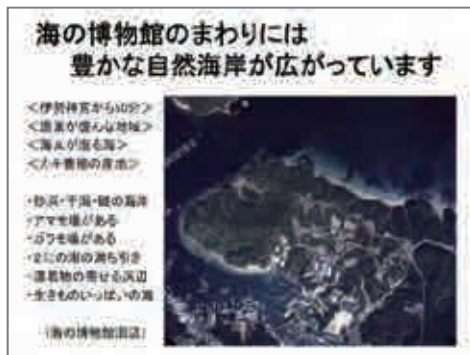 海の博物館のまわりには
豊かな自然海岸が広がっています
<伊勢神宮から50分>
<漁業が盛んな地域>
<海女が潜る海>
<カキ養殖の産地>
・砂浜・干潟・磯の海岸
・アマモ場がある
・ガラモ場がある
・2mの潮の満ち引き
・漂着物の寄せる浜辺
・生きものいっぱいの海
(海の博物館周辺)